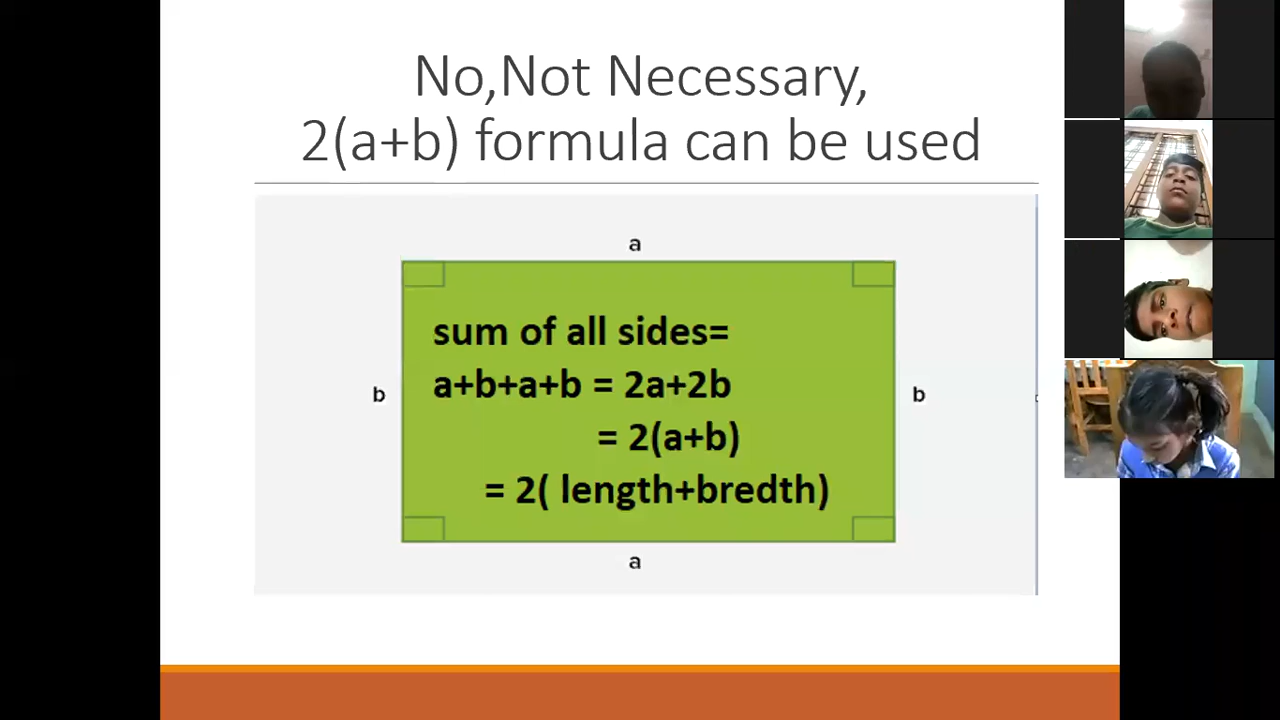 No,Not Necessary,
2(a+b) formula can be used
a
sum of all sides=
a+b+a+b = 2a+2b
b
b
= 2(a+b)
= 2( length+bredth)
a